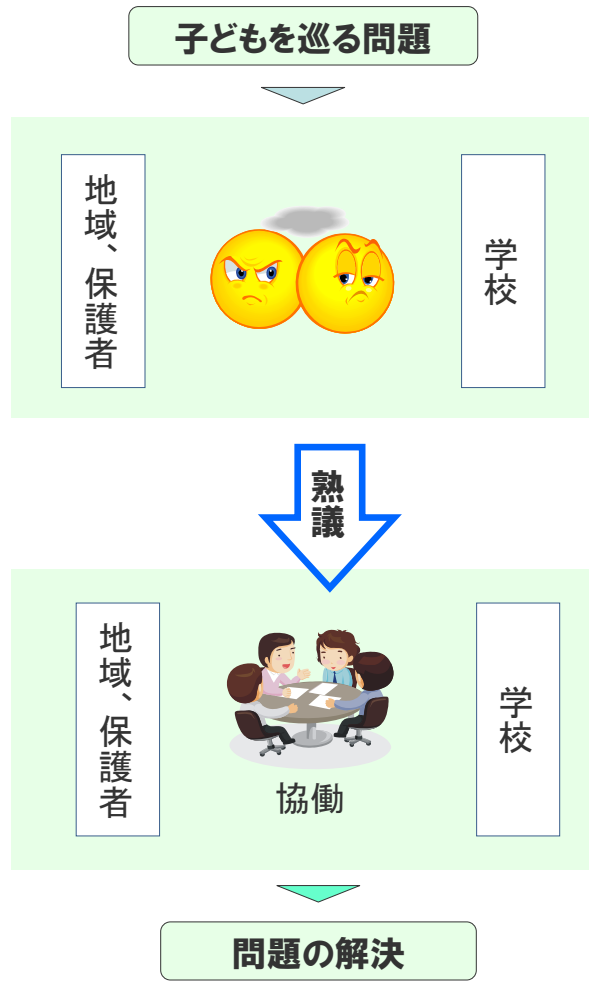 子どもを巡る問題
地域、保護者
学校
熟議
地域、保護者
学校
協働
問題の解決